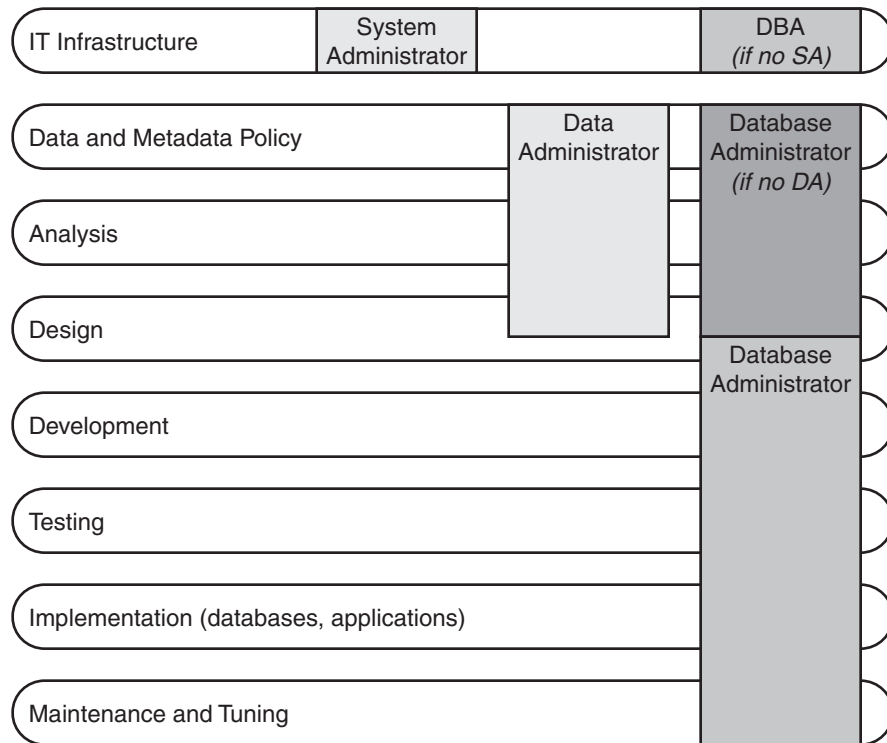 IT Infrastructure
System
Administrator
DBA
(if no SA)
Data and Metadata Policy
Data
Administrator
Database
Administrator
(if no DA)
Analysis
Design
Database
Administrator
Development
Testing
Implementation (databases, applications)
Maintenance and Tuning